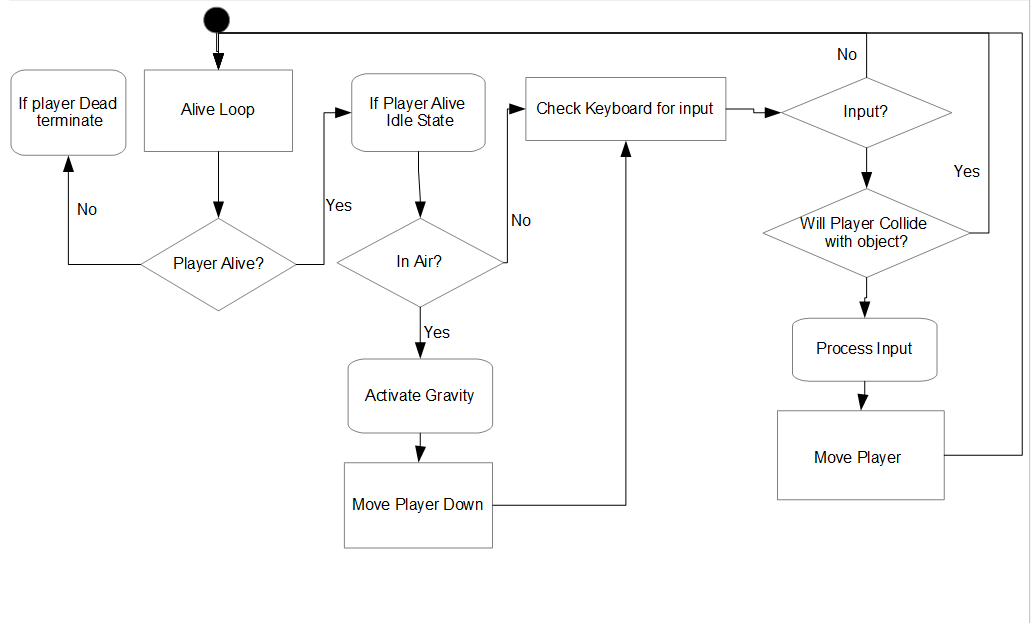 If player Dead
terminate
Alive Loop
If Player Alive
Idle State
Check Keyboard for input
No
Input?
No
Yes
No
Yes
Will Player Collide
with object?
Player Alive?
In Air?
Yes
Process Input
Activate Gravity
Move Player
Move Player Down